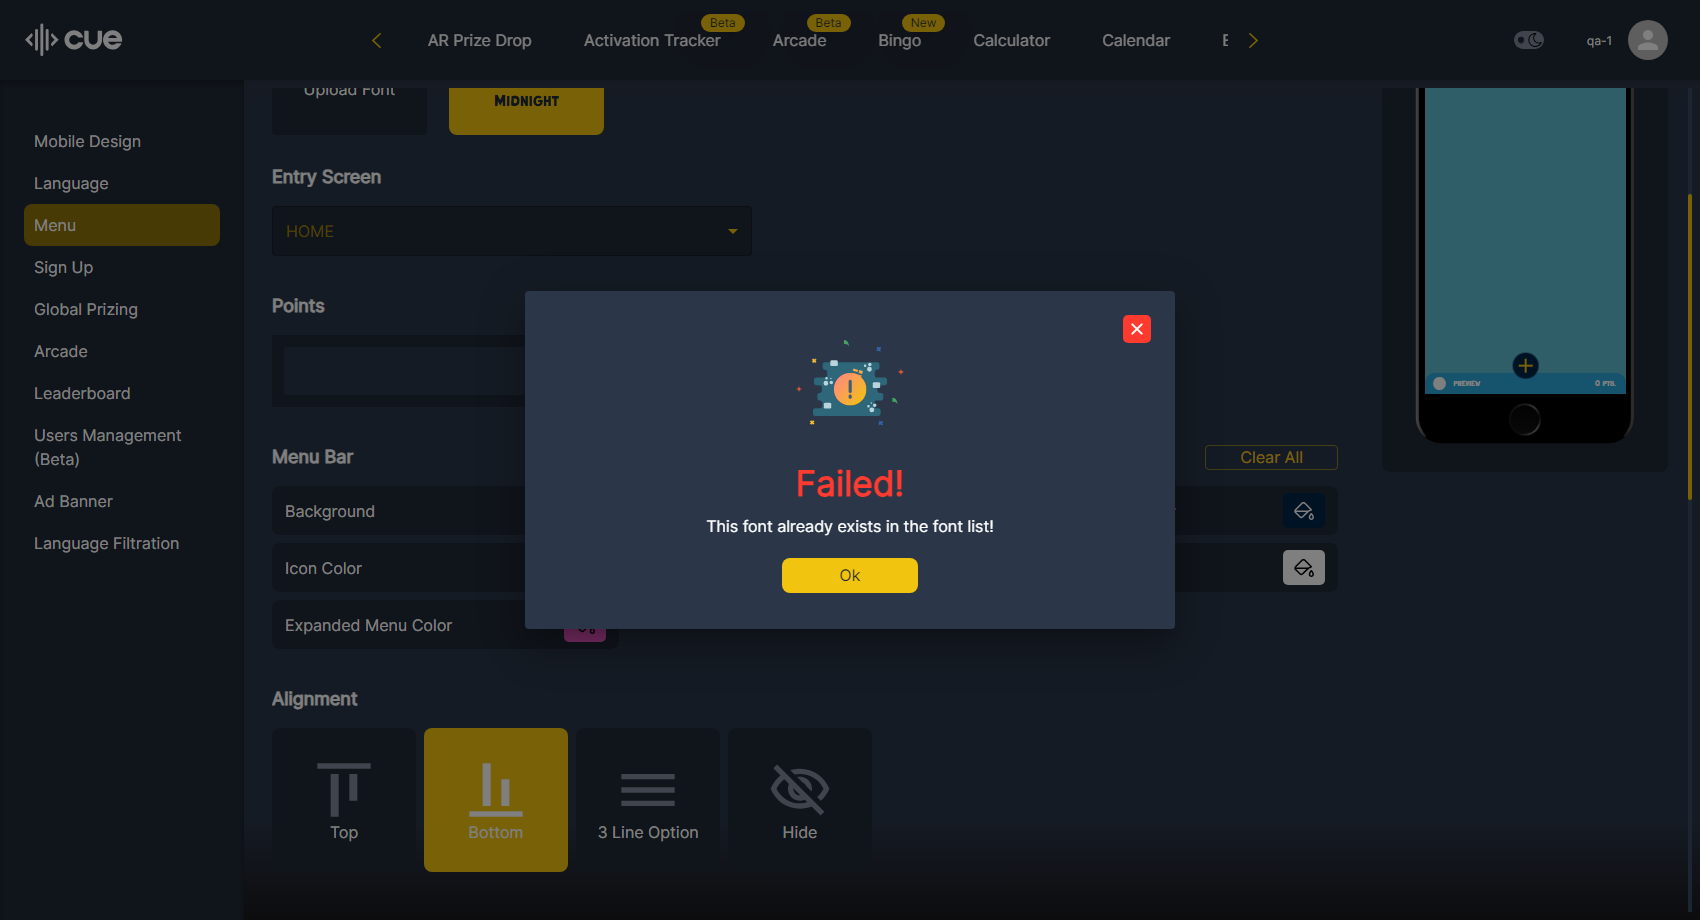 cue
AR Prize Drop
Activation Tracker
Beta
Arcade
Beta
Bingo
New
Calculator
Calendar
qa-1
Mobile Design
Language
Menu
Sign Up
Global Prizing
Arcade
Leaderboard
Users Management
(Beta)
Ad Banner
Language Filtration
Upload Font
MIDNIGHT
Entry Screen
HOME
Points
Menu Bar
Clear All
Background
Icon Color
Expanded Menu Color
Failed!
This font already exists in the font list!
Ok
Alignment
Top
Bottom
3 Line Option
Hide
PREVIEW